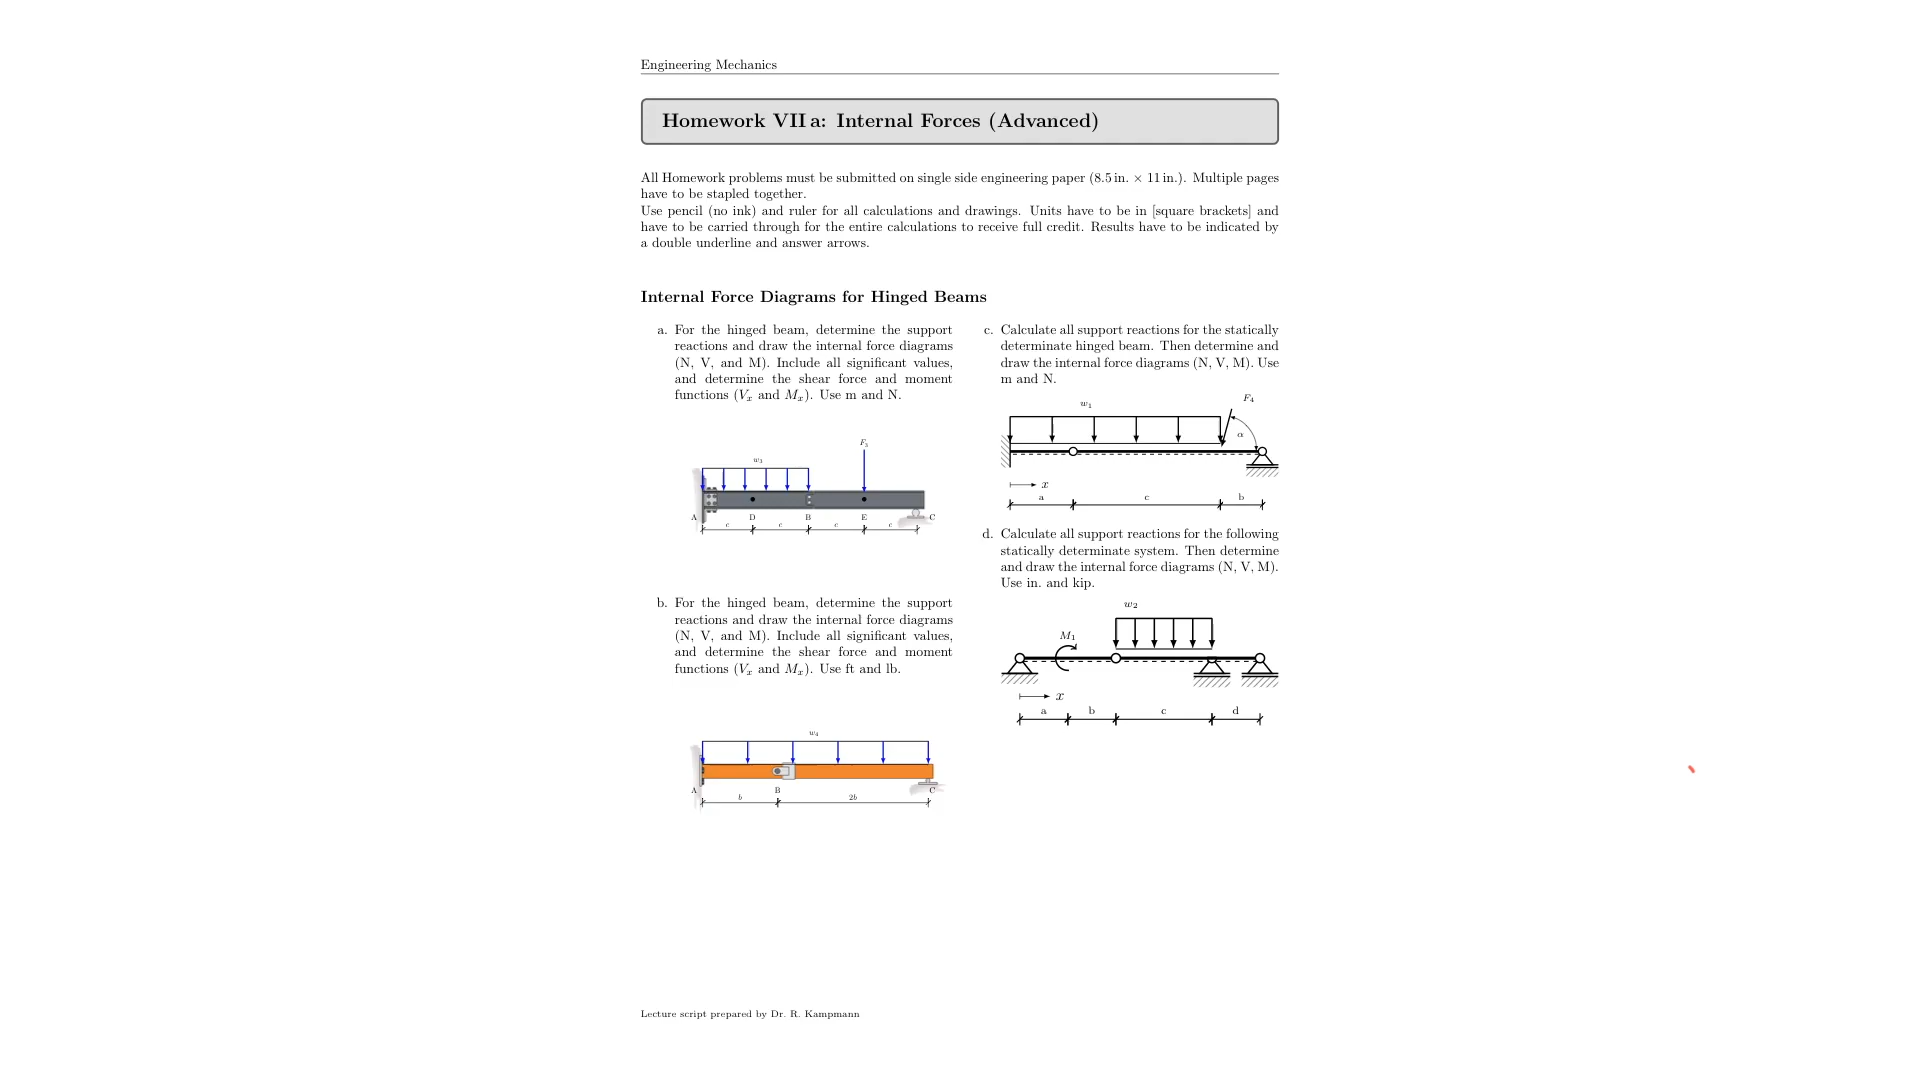 Engineering Mechanics
Homework VII a: Internal Forces (Advanced)
All Homework problems must be submitted on single side engineering paper (8.5 in. × 11 in.). Multiple pages
have to be stapled together.
Use pencil (no ink) and ruler for all calculations and drawings. Units have to be in [square brackets] and
have to be carried through for the entire calculations to receive full credit. Results have to be indicated by
a double underline and answer arrows.
Internal Force Diagrams for Hinged Beams
a. For the hinged beam, determine the support
reactions and draw the internal force diagrams
(N, V, and M). Include all significant values,
and determine the shear force and moment
functions (Vₓ and Mₓ). Use m and N.
F₃
w₃
A D B E C
c c c c
b. For the hinged beam, determine the support
reactions and draw the internal force diagrams
(N, V, and M). Include all significant values,
and determine the shear force and moment
functions (Vₓ and Mₓ). Use ft and lb.
w₄
A B C
b 2b
c. Calculate all support reactions for the statically
determinate hinged beam. Then determine and
draw the internal force diagrams (N, V, M). Use
m and N.
w₁ F₄
α
x
a c b
d. Calculate all support reactions for the following
statically determinate system. Then determine
and draw the internal force diagrams (N, V, M).
Use in. and kip.
w₂
M₁
x
a b c d
Lecture script prepared by Dr. R. Kampmann